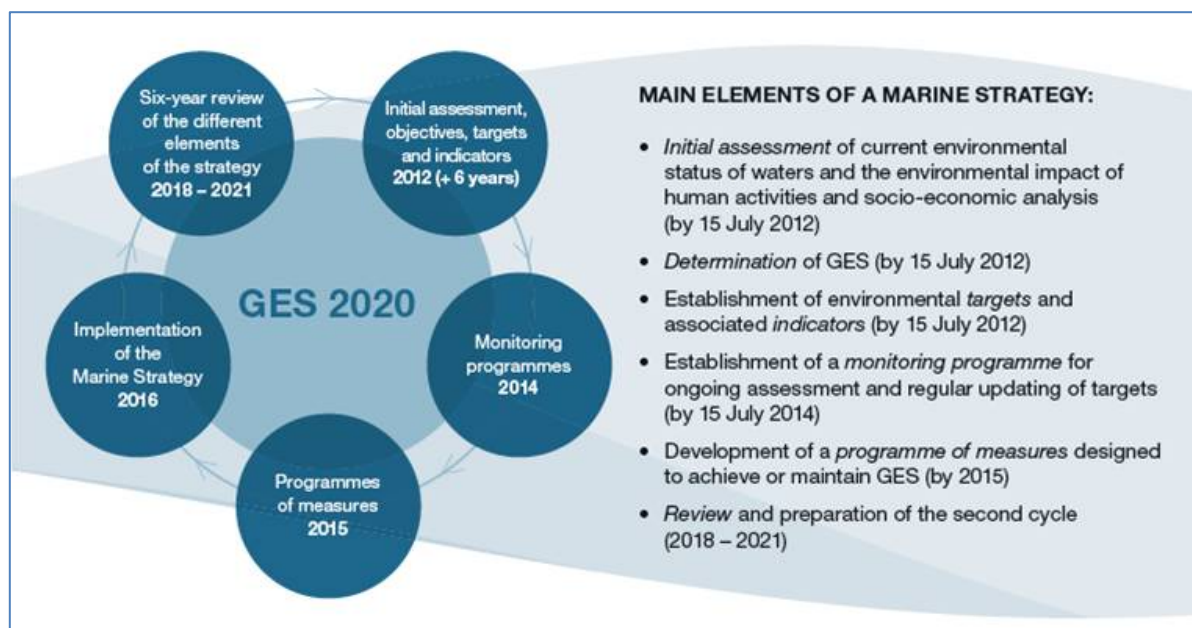 Six-year review
of the different
elements
of the strategy
2018 – 2021
Initial assessment,
objectives, targets
and indicators
2012 (+ 6 years)
GES 2020
Implementation
of the
Marine Strategy
2016
Monitoring
programmes
2014
Programmes
of measures
2015
MAIN ELEMENTS OF A MARINE STRATEGY:
• Initial assessment of current environmental
status of waters and the environmental impact of
human activities and socio-economic analysis
(by 15 July 2012)
• Determination of GES (by 15 July 2012)
• Establishment of environmental targets and
associated indicators (by 15 July 2012)
• Establishment of a monitoring programme for
ongoing assessment and regular updating of targets
(by 15 July 2014)
• Development of a programme of measures designed
to achieve or maintain GES (by 2015)
• Review and preparation of the second cycle
(2018 – 2021)